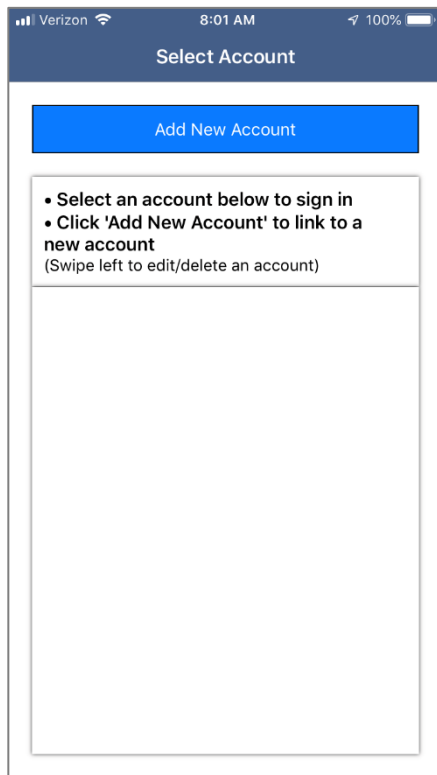 Verizon 8:01 AM 100%
Select Account
Add New Account
• Select an account below to sign in
• Click 'Add New Account' to link to a
new account
(Swipe left to edit/delete an account)